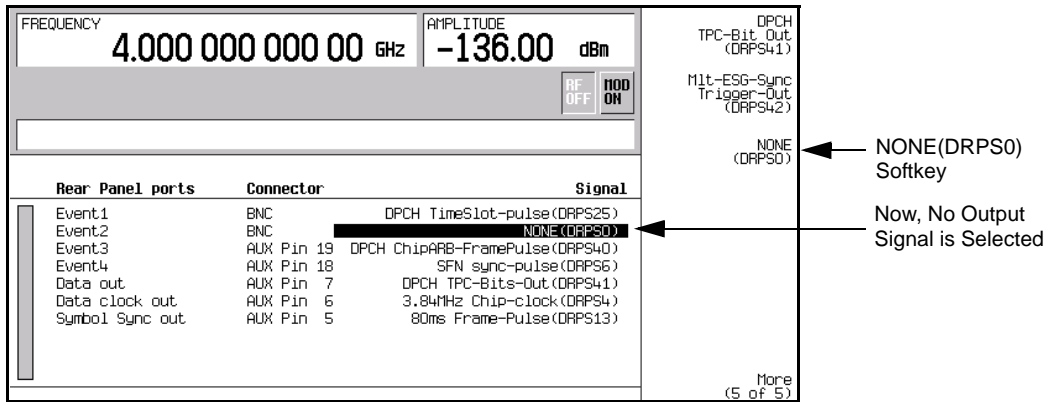 FREQUENCY
4.000 000 000 00 GHz
AMPLITUDE
-136.00 dBm
RF OFF
MOD ON
Rear Panel ports Connector Signal
Event1 BNC DPCH TimeSlot-pulse(DRPS25)
Event2 BNC NONE(DRPS0)
Event3 AUX Pin 19 DPCH ChipARB-FramePulse(DRPS40)
Event4 AUX Pin 18 SFN sync-pulse(DRPS6)
Data out AUX Pin 7 DPCH TPC-Bits-Out(DRPS41)
Data clock out AUX Pin 6 3.84MHz Chip-clock(DRPS4)
Symbol Sync out AUX Pin 5 80ms Frame-Pulse(DRPS13)
DPCH
TPC-Bit Out
(DRPS41)
Mlt-ESG-Sync
Trigger-Out
(DRPS42)
NONE
(DRPS0)
More
(5 of 5)
NONE(DRPS0)
Softkey
Now, No Output
Signal is Selected